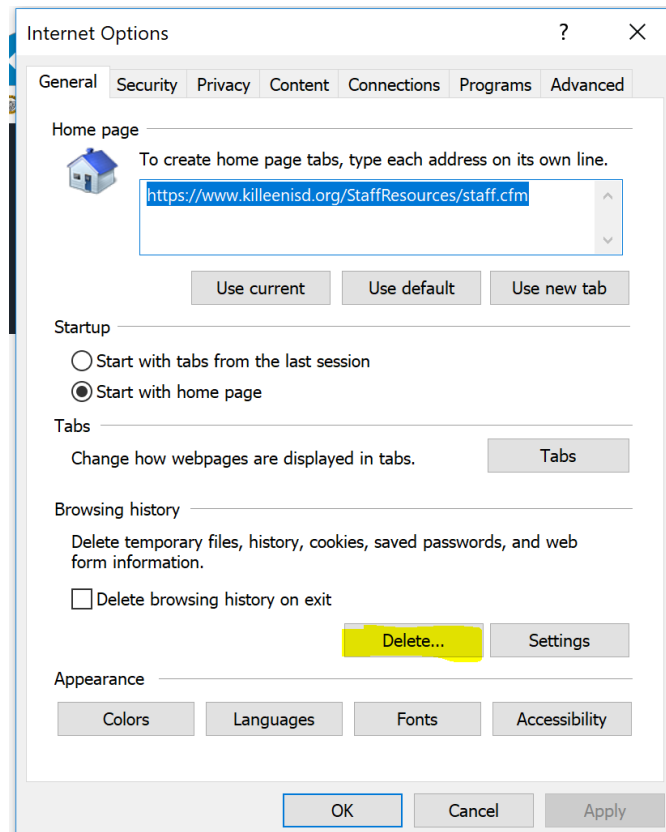 Internet Options ? X
General Security Privacy Content Connections Programs Advanced
Home page
To create home page tabs, type each address on its own line.
https://www.killeenisd.org/StaffResources/staff.cfm
Use current Use default Use new tab
Startup
Start with tabs from the last session
Start with home page
Tabs
Change how webpages are displayed in tabs. Tabs
Browsing history
Delete temporary files, history, cookies, saved passwords, and web
form information.
Delete browsing history on exit
Delete... Settings
Appearance
Colors Languages Fonts Accessibility
OK Cancel Apply